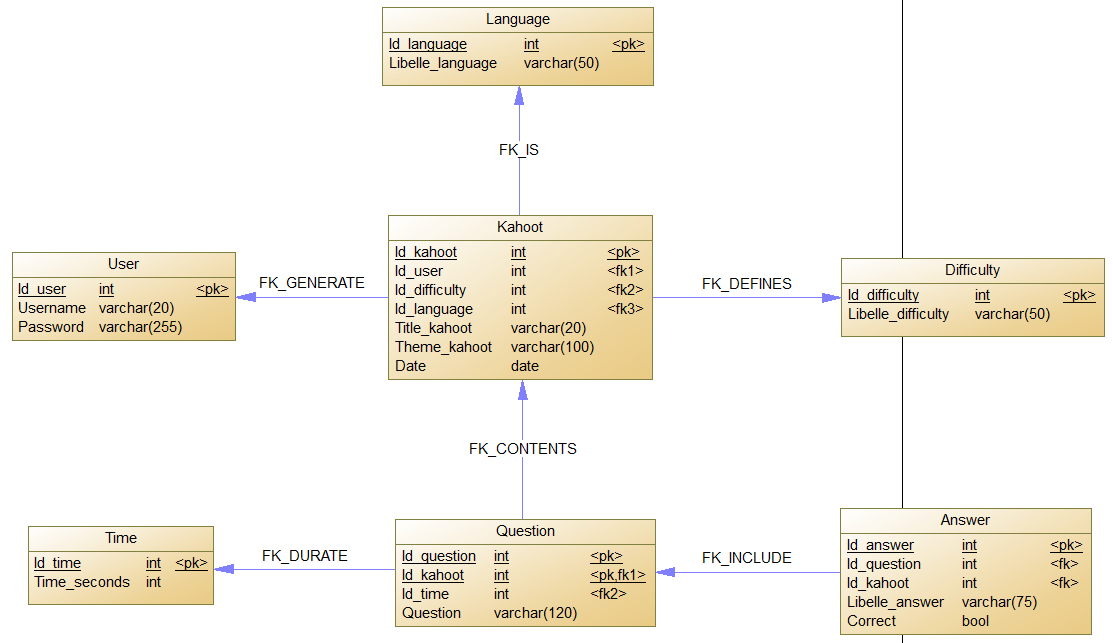 Language
Id_language int <pk>
Libelle_language varchar(50)
FK_IS
Kahoot
Id_kahoot int <pk>
Id_user int <fk1>
Id_difficulty int <fk2>
Id_language int <fk3>
Title_kahoot varchar(20)
Theme_kahoot varchar(100)
Date date
User
Id_user int <pk>
Username varchar(20)
Password varchar(255)
FK_GENERATE
FK_DEFINES
Difficulty
Id_difficulty int <pk>
Libelle_difficulty varchar(50)
FK_CONTENTS
Time
Id_time int <pk>
Time_seconds int
FK_DURATE
Question
Id_question int <pk>
Id_kahoot int <pk,fk1>
Id_time int <fk2>
Question varchar(120)
FK_INCLUDE
Answer
Id_answer int <pk>
Id_question int <fk>
Id_kahoot int <fk>
Libelle_answer varchar(75)
Correct bool